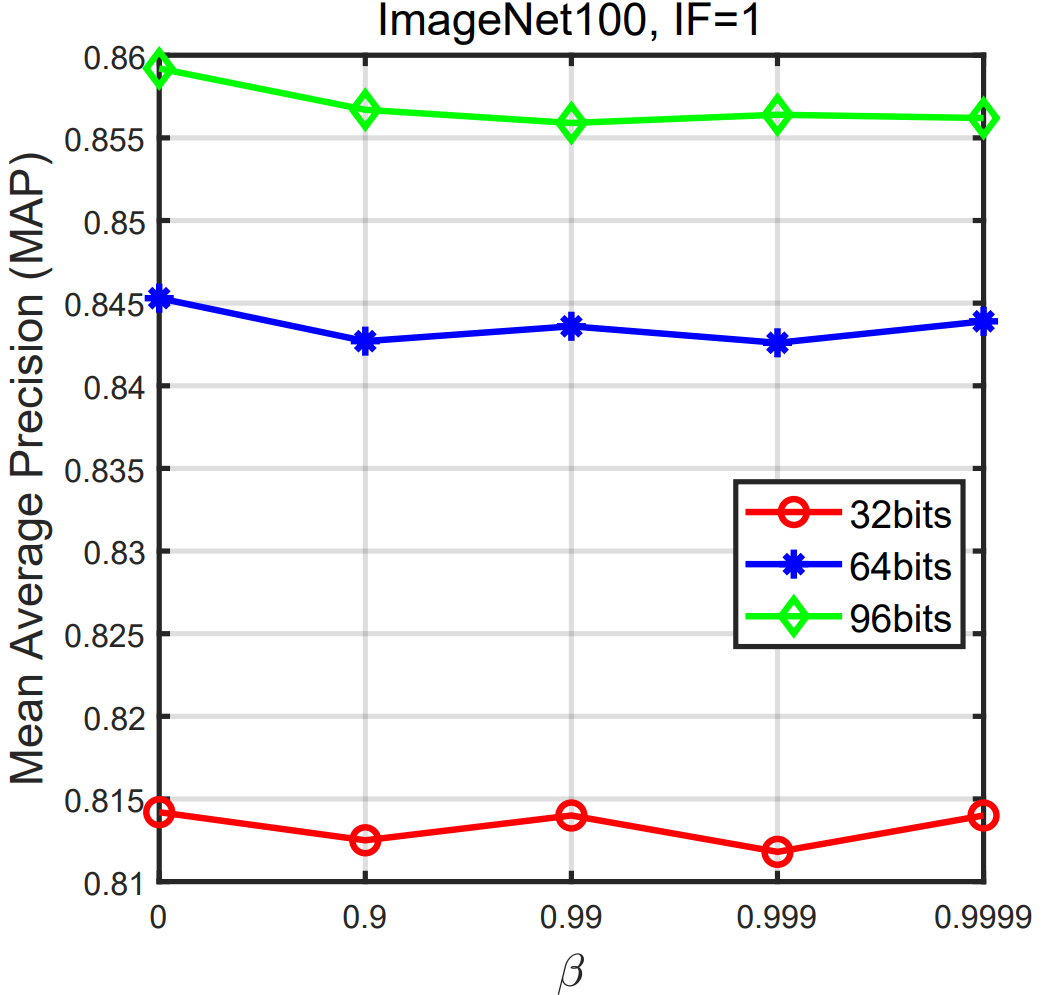 ImageNet100, IF=1
Mean Average Precision (MAP)
0.86
0.855
0.85
0.845
0.84
0.835
0.83
0.825
0.82
0.815
0.81
32bits
64bits
96bits
0 0.9 0.99 0.999 0.9999
β